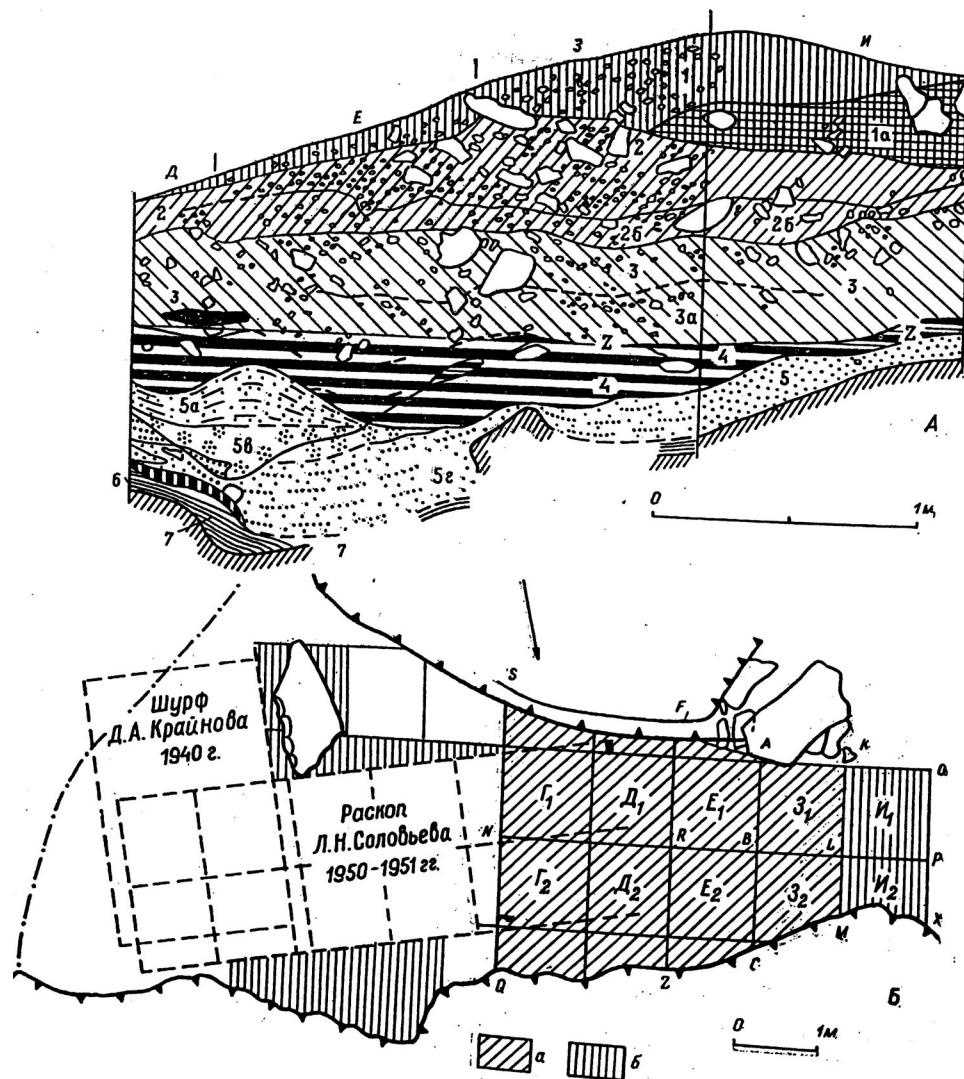 З
И
1
Е
1а
Д
2
2
2б
2б
3
3
3
3а
Z
Z
4
4
5
5а
5в
5г
А
6
7
7
0
1м
S
F
Шурф
Д.А. Крайнова
1940 г.
А
К
Q
Раскоп
Л.Н. Соловьева
1950-1951 гг.
Г₁
Д₁
Е₁
З₁
И₁
N
R
В
L
Р
Г₂
Д₂
Е₂
З₂
И₂
М
х
Q
Z
С
Б
0
1м
а
б